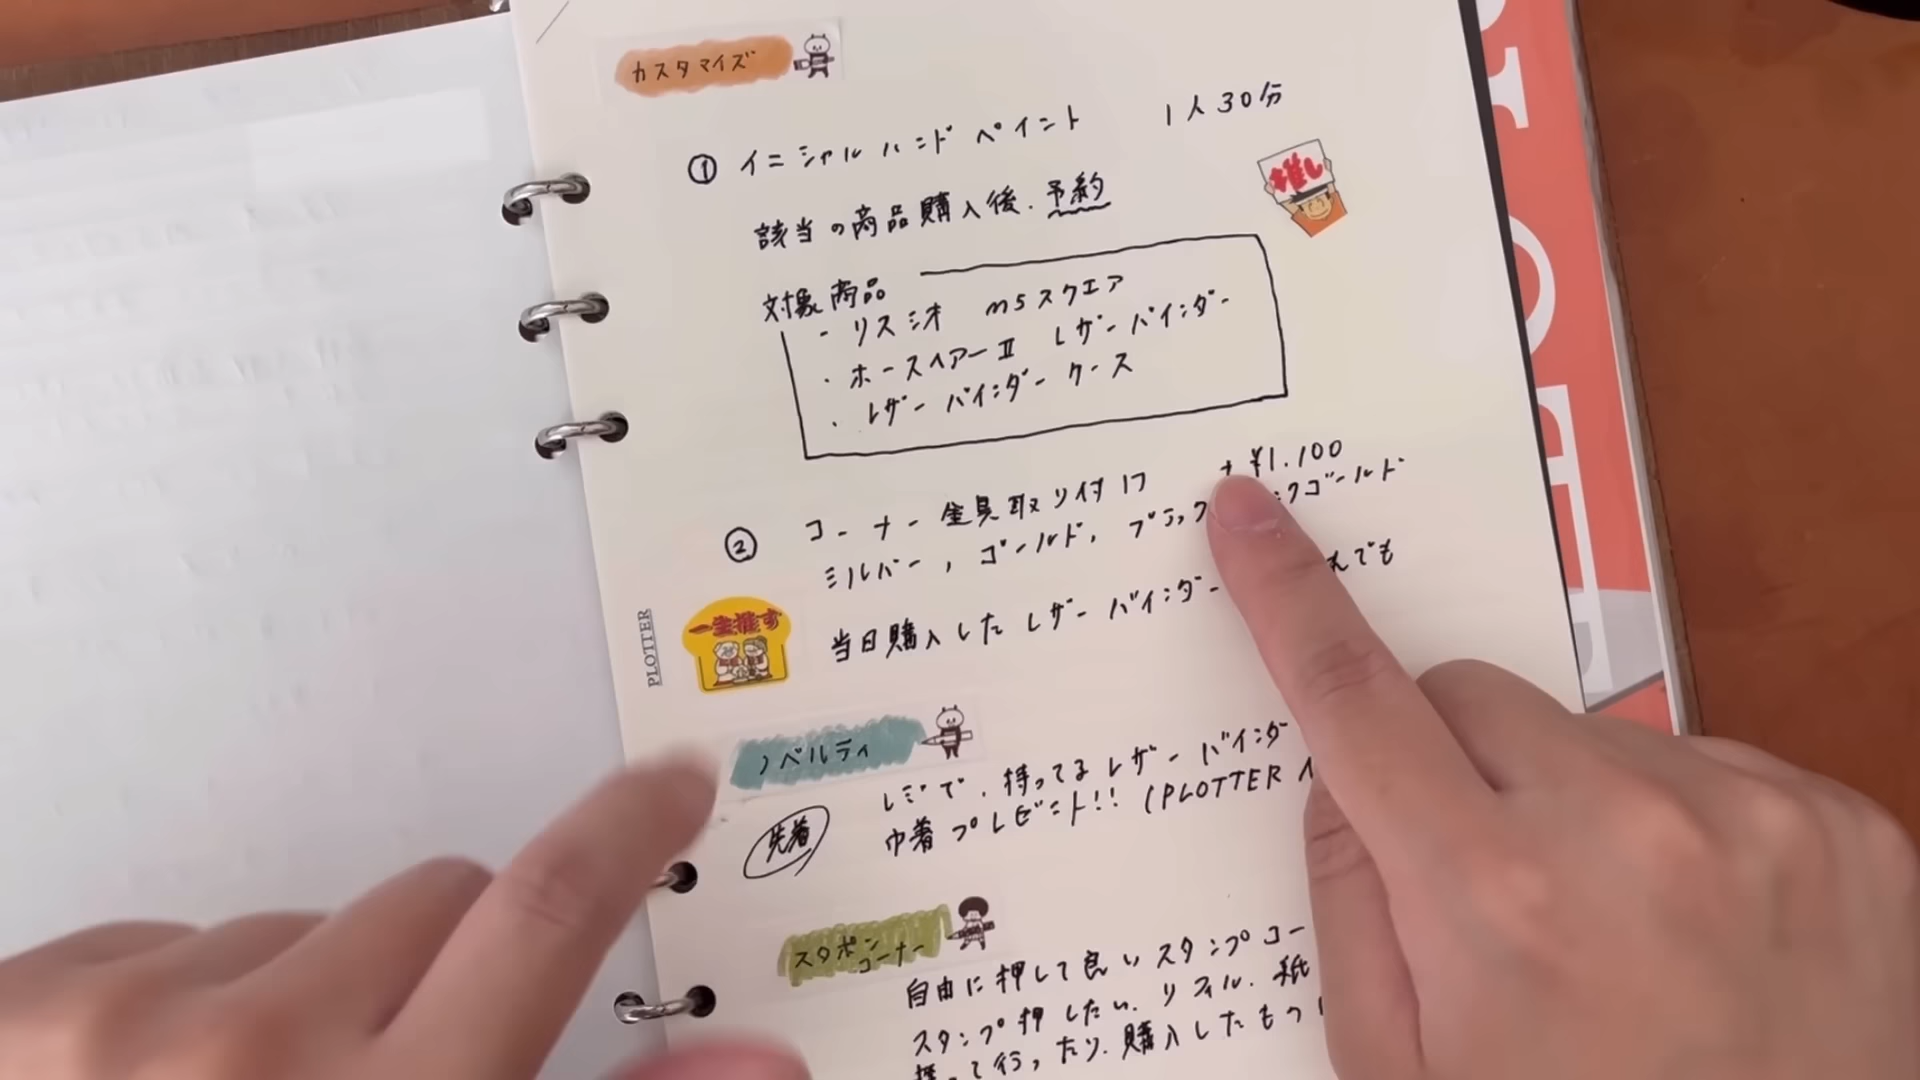 カスタマイズ
① イニシャル ハンド ペイント 1人30分
推し
該当の商品購入後、予約
対象商品
- リスシオ m5スクエア
・ホースヘアーⅡ レザーバインダー
・レザー バインダー ケース
② コーナー金具取り付け + ¥1,100
シルバー, ゴールド, ブラック ゴールド
一生推す
当日購入した レザー バインダー でも
PLOTTER
ノベルティ
レジで、持ってる レザー バインダ
先着
巾着 プレゼント!! (PLOTTER
スタポン
コーナー
自由に押して良い スタンプコー
スタンプ押したい、リフィル、紙
って行ったり、購入したもの